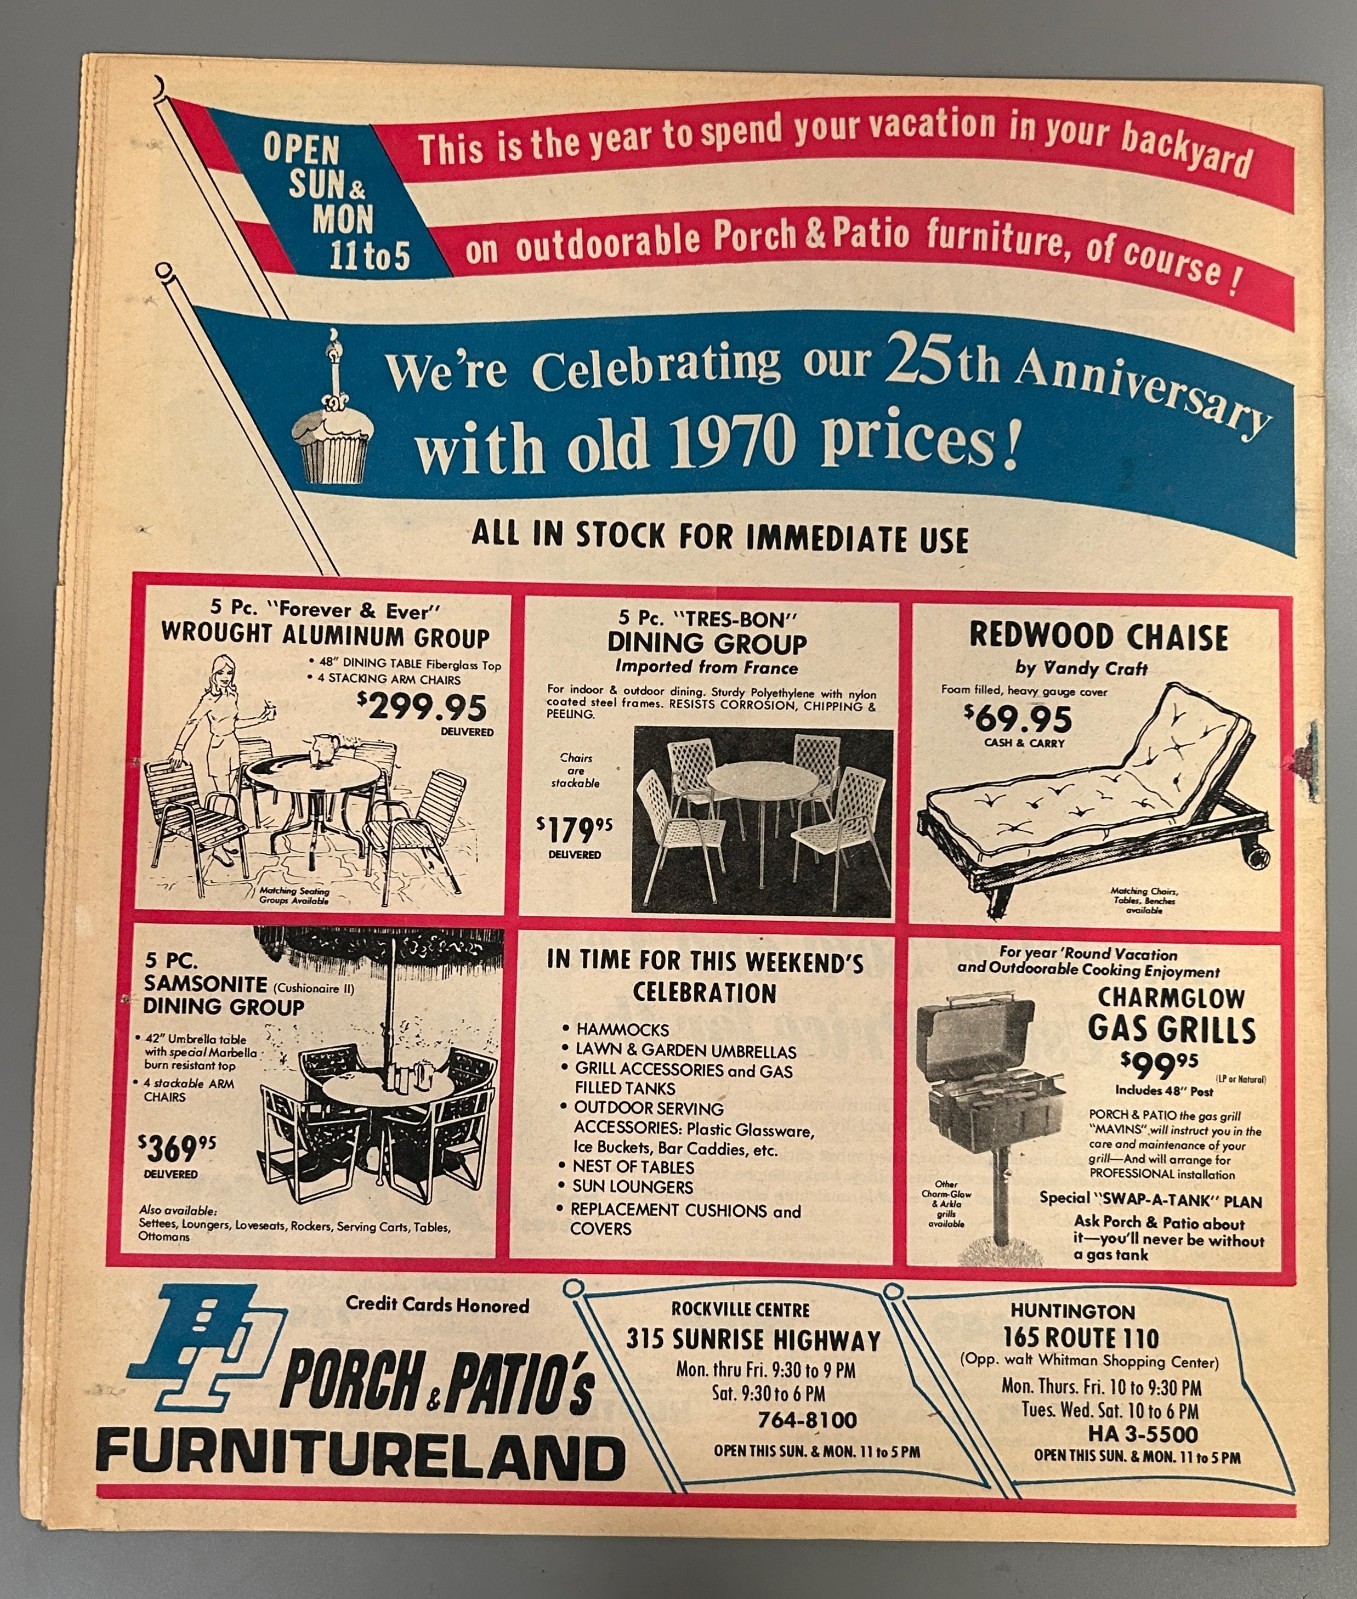 OPEN
SUN &
MON
11 to 5
This is the year to spend your vacation in your backyard
on outdoorable Porch & Patio furniture, of course !
We're Celebrating our 25th Anniversary
with old 1970 prices!
ALL IN STOCK FOR IMMEDIATE USE
5 Pc. "Forever & Ever"
WROUGHT ALUMINUM GROUP
• 48" DINING TABLE Fiberglass Top
• 4 STACKING ARM CHAIRS
$299.95
DELIVERED
Matching Seating
Groups Available
5 Pc. "TRES-BON"
DINING GROUP
Imported from France
For indoor & outdoor dining. Sturdy Polyethylene with nylon
coated steel frames. RESISTS CORROSION, CHIPPING &
PEELING.
Chairs
are
stackable
$179 95
DELIVERED
REDWOOD CHAISE
by Vandy Craft
Foam filled, heavy gauge cover
$69.95
CASH & CARRY
Matching Chairs,
Tables, Benches
available
5 PC.
SAMSONITE (Cushionaire II)
DINING GROUP
• 42" Umbrella table
with special Marbella
burn resistant top
• 4 stackable ARM
CHAIRS
$369 95
DELIVERED
Also available:
Settees, Loungers, Loveseats, Rockers, Serving Carts, Tables,
Ottomans
IN TIME FOR THIS WEEKEND'S
CELEBRATION
• HAMMOCKS
• LAWN & GARDEN UMBRELLAS
• GRILL ACCESSORIES and GAS
FILLED TANKS
• OUTDOOR SERVING
ACCESSORIES: Plastic Glassware,
Ice Buckets, Bar Caddies, etc.
• NEST OF TABLES
• SUN LOUNGERS
• REPLACEMENT CUSHIONS and
COVERS
For year 'Round Vacation
and Outdoorable Cooking Enjoyment
CHARMGLOW
GAS GRILLS
$99 95
(LP or Natural)
Includes 48" Post
PORCH & PATIO the gas grill
"MAVINS" will instruct you in the
care and maintenance of your
grill—And will arrange for
PROFESSIONAL installation
Other
Charm-Glow
& Arkla
grills
available
Special "SWAP-A-TANK" PLAN
Ask Porch & Patio about
it—you'll never be without
a gas tank
PP
Credit Cards Honored
PORCH & PATIO's
FURNITURELAND
ROCKVILLE CENTRE
315 SUNRISE HIGHWAY
Mon. thru Fri. 9:30 to 9 PM
Sat. 9:30 to 6 PM
764-8100
OPEN THIS SUN. & MON. 11 to 5 PM
HUNTINGTON
165 ROUTE 110
(Opp. walt Whitman Shopping Center)
Mon. Thurs. Fri. 10 to 9:30 PM
Tues. Wed. Sat. 10 to 6 PM
HA 3-5500
OPEN THIS SUN. & MON. 11 to 5 PM